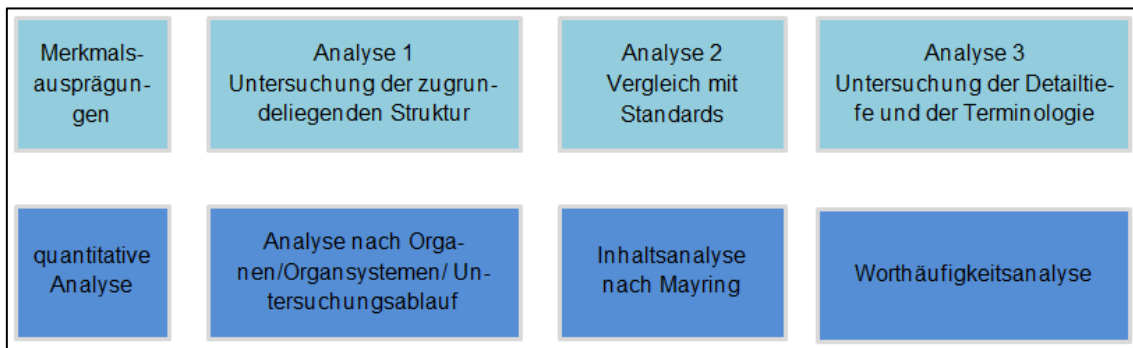 Merkmals-
ausprägun-
gen
Analyse 1
Untersuchung der zugrun-
deliegenden Struktur
Analyse 2
Vergleich mit
Standards
Analyse 3
Untersuchung der Detailtie-
fe und der Terminologie
quantitative
Analyse
Analyse nach Orga-
nen/Organsystemen/ Un-
tersuchungsablauf
Inhaltsanalyse
nach Mayring
Worthäufigkeitsanalyse